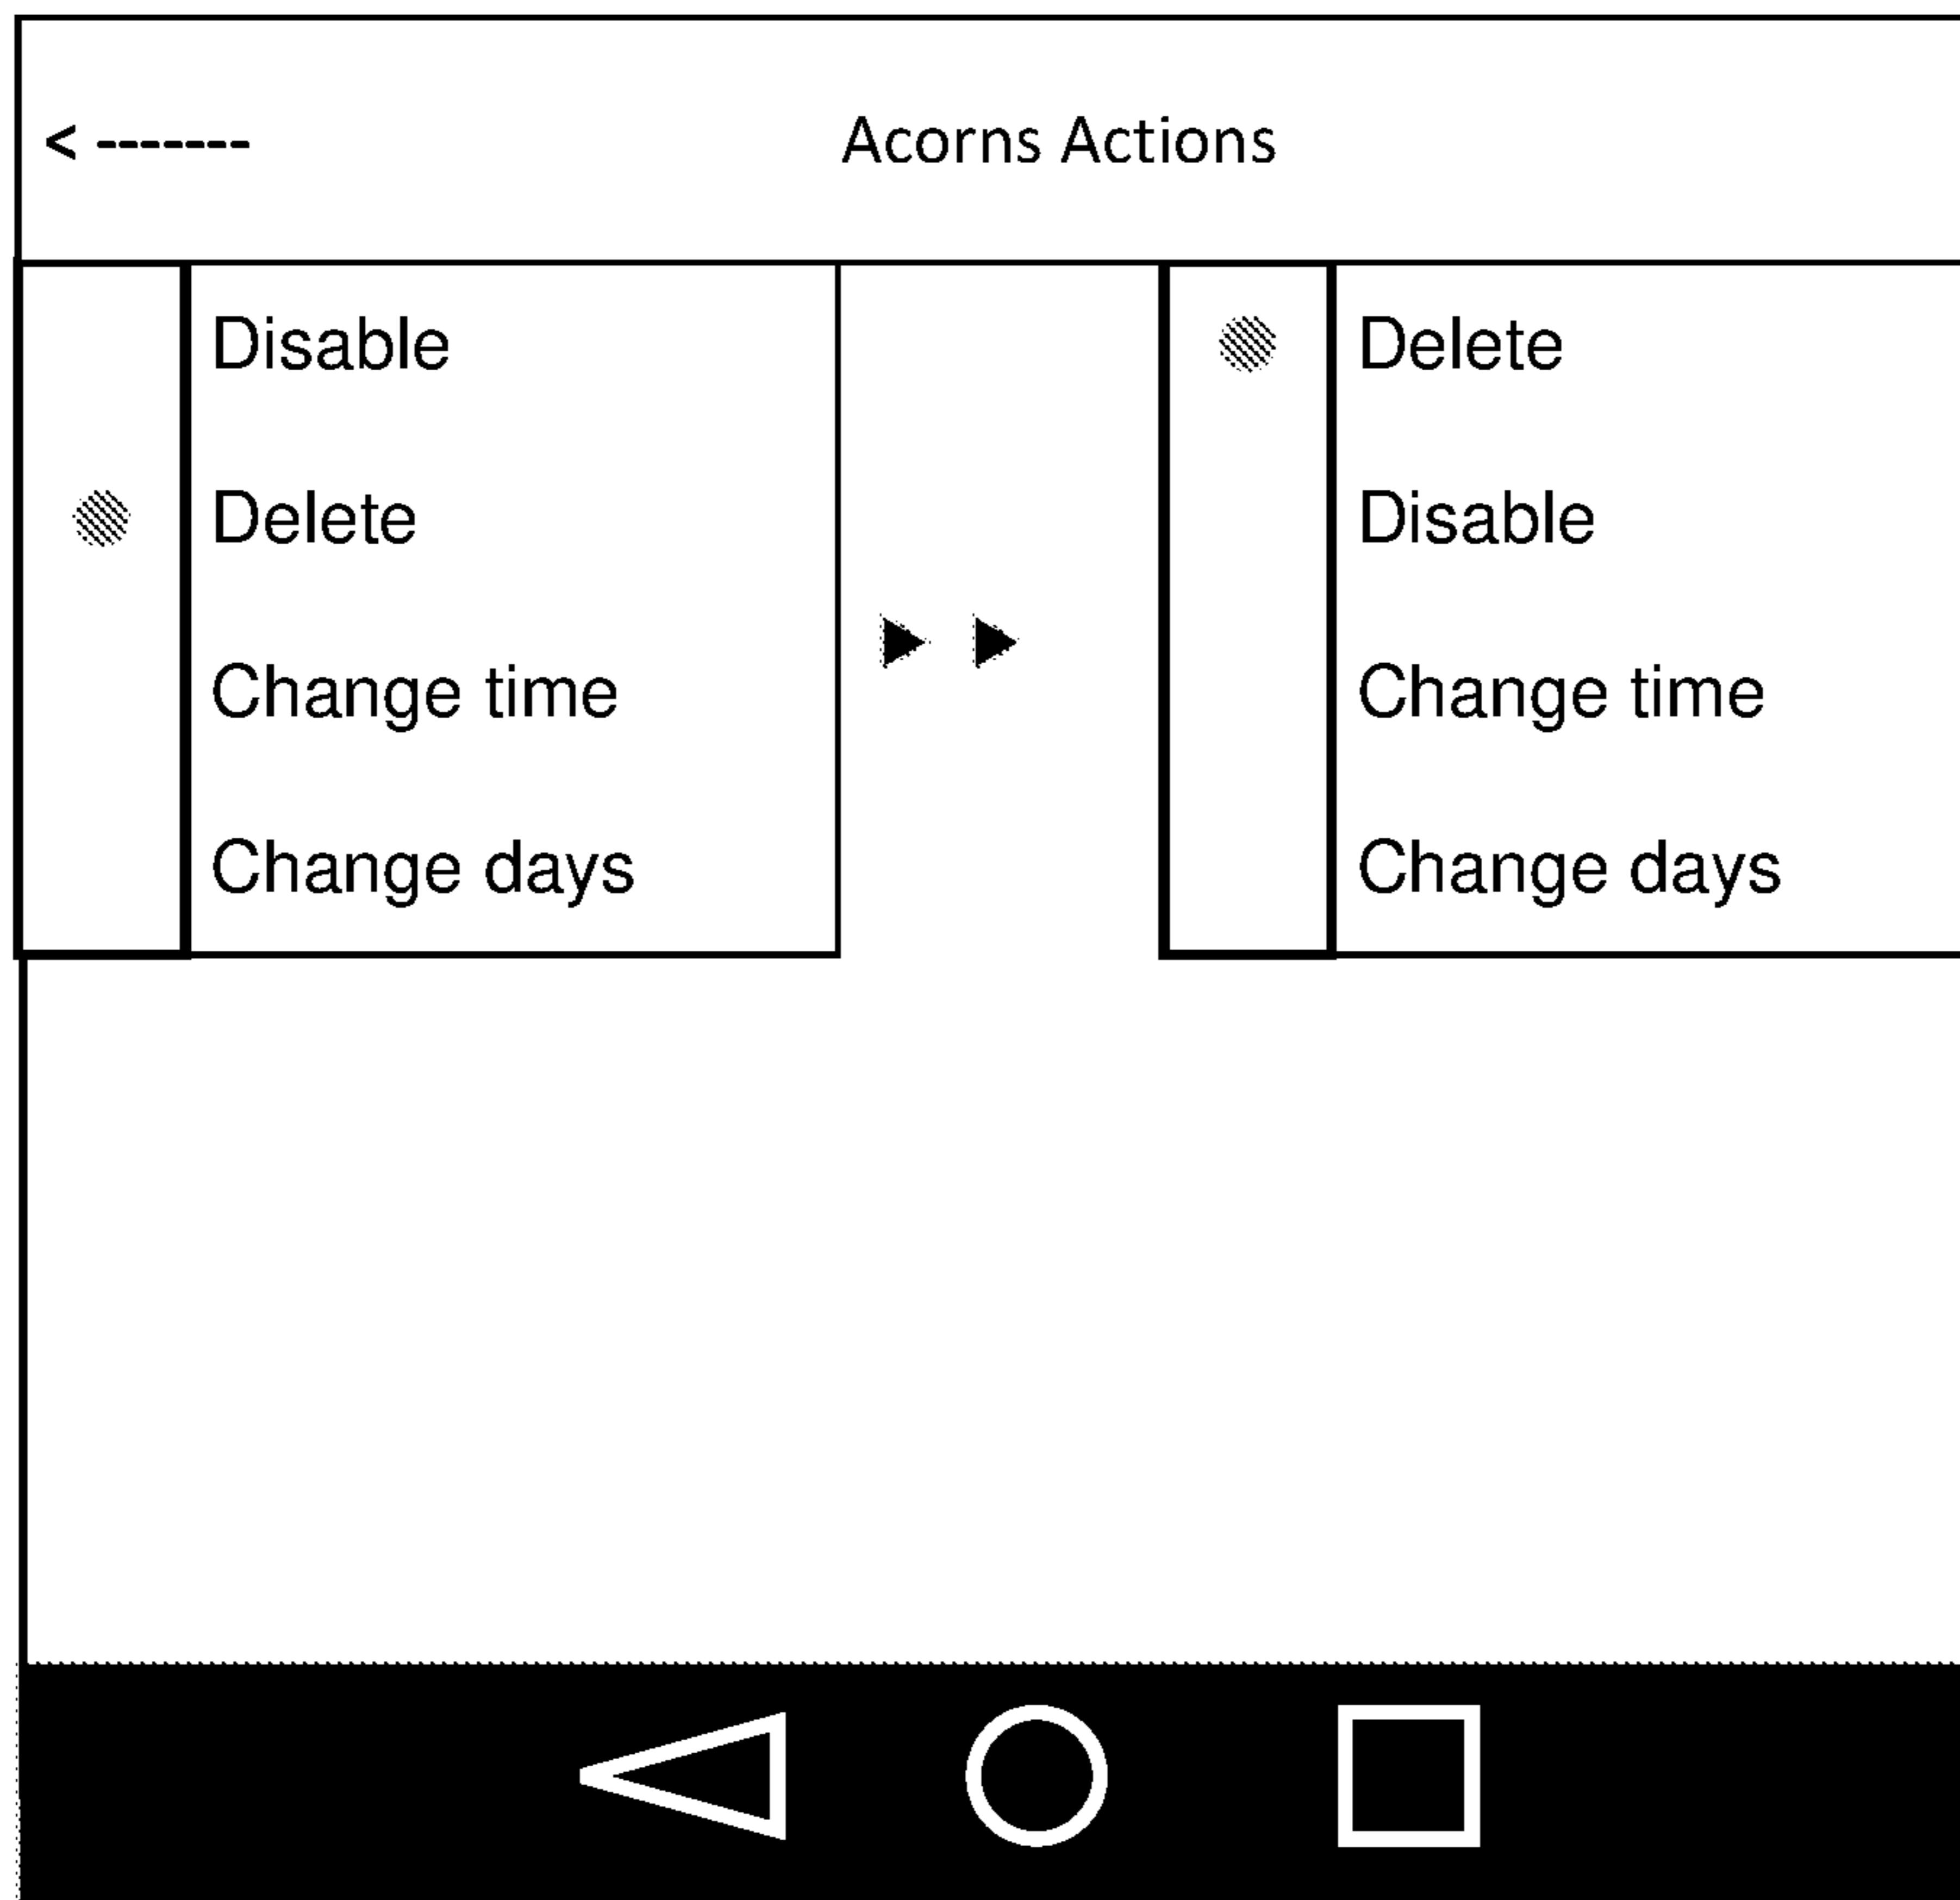 < -------
Acorns Actions
Disable
Delete
Change time
Change days
Delete
Disable
Change time
Change days